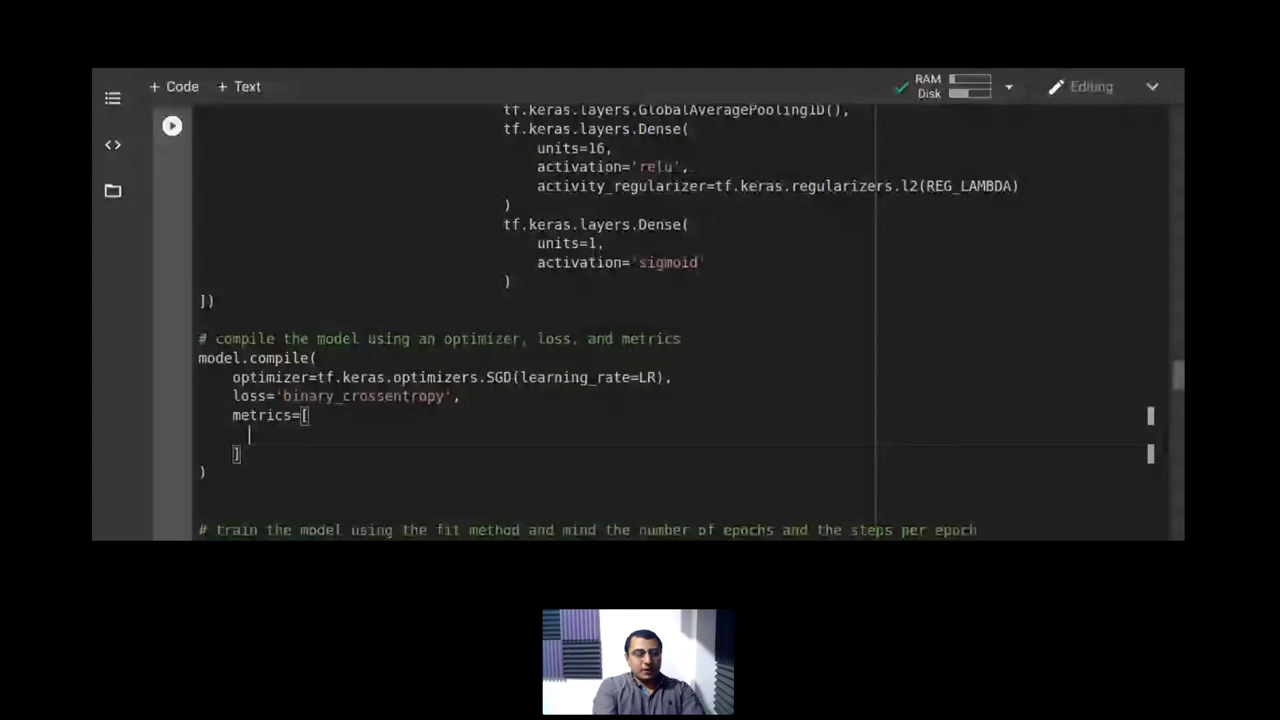 + Code + Text
RAM
Disk
Editing
tf.keras.layers.GlobalAveragePooling1D(),
tf.keras.layers.Dense(
units=16,
activation='relu',
activity_regularizer=tf.keras.regularizers.l2(REG_LAMBDA)
)
tf.keras.layers.Dense(
units=1,
activation='sigmoid'
)
])
# compile the model using an optimizer, loss, and metrics
model.compile(
optimizer=tf.keras.optimizers.SGD(learning_rate=LR),
loss='binary_crossentropy',
metrics=[
]
)
# train the model using the fit method and mind the number of epochs and the steps per epoch